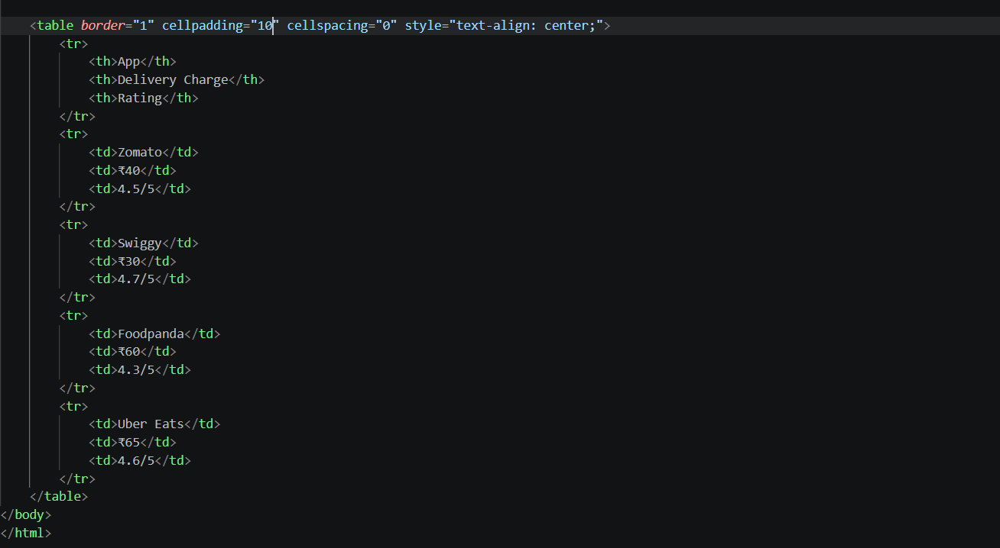 <table border="1" cellpadding="10" cellspacing="0" style="text-align: center;">
<tr>
<th>App</th>
<th>Delivery Charge</th>
<th>Rating</th>
</tr>
<tr>
<td>Zomato</td>
<td>₹40</td>
<td>4.5/5</td>
</tr>
<tr>
<td>Swiggy</td>
<td>₹30</td>
<td>4.7/5</td>
</tr>
<tr>
<td>Foodpanda</td>
<td>₹60</td>
<td>4.3/5</td>
</tr>
<tr>
<td>Uber Eats</td>
<td>₹65</td>
<td>4.6/5</td>
</tr>
</table>
</body>
</html>